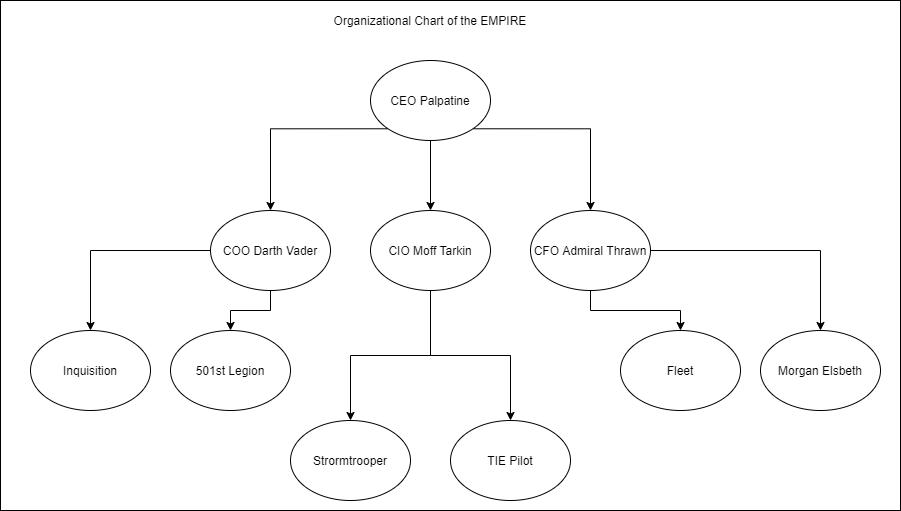 Organizational Chart of the EMPIRE
CEO Palpatine
COO Darth Vader
CIO Moff Tarkin
CFO Admiral Thrawn
Inquisition
501st Legion
Fleet
Morgan Elsbeth
Strormtrooper
TIE Pilot